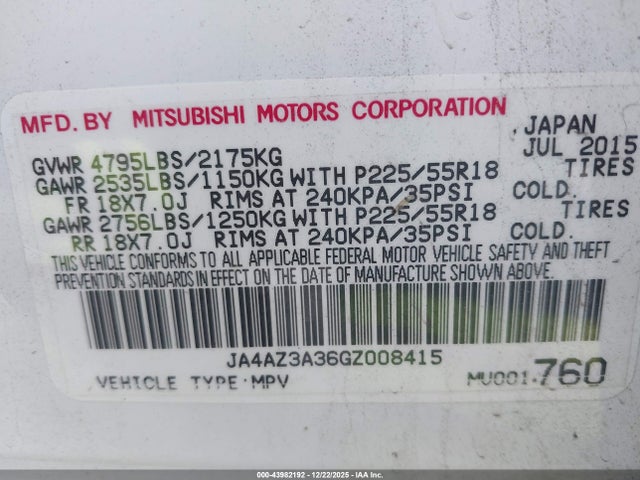 MFD. BY MITSUBISHI MOTORS CORPORATION
, JAPAN
GVWR 4795LBS/2175KG JUL 2015
GAWR 2535LBS/1150KG WITH P225/55R18 TIRES
FR 18X7.0J RIMS AT 240KPA/35PSI COLD.
GAWR 2756LBS/1250KG WITH P225/55R18 TIRES
RR 18X7.0J RIMS AT 240KPA/35PSI COLD.
THIS VEHICLE CONFORMS TO ALL APPLICABLE FEDERAL MOTOR VEHICLE SAFETY AND THEFT
PREVENTION STANDARDS IN EFFECT ON THE DATE OF MANUFACTURE SHOWN ABOVE.
JA4AZ3A36GZ008415
VEHICLE TYPE:MPV MU001-760
000-43982192 - 12/22/2025 - IAA Inc.